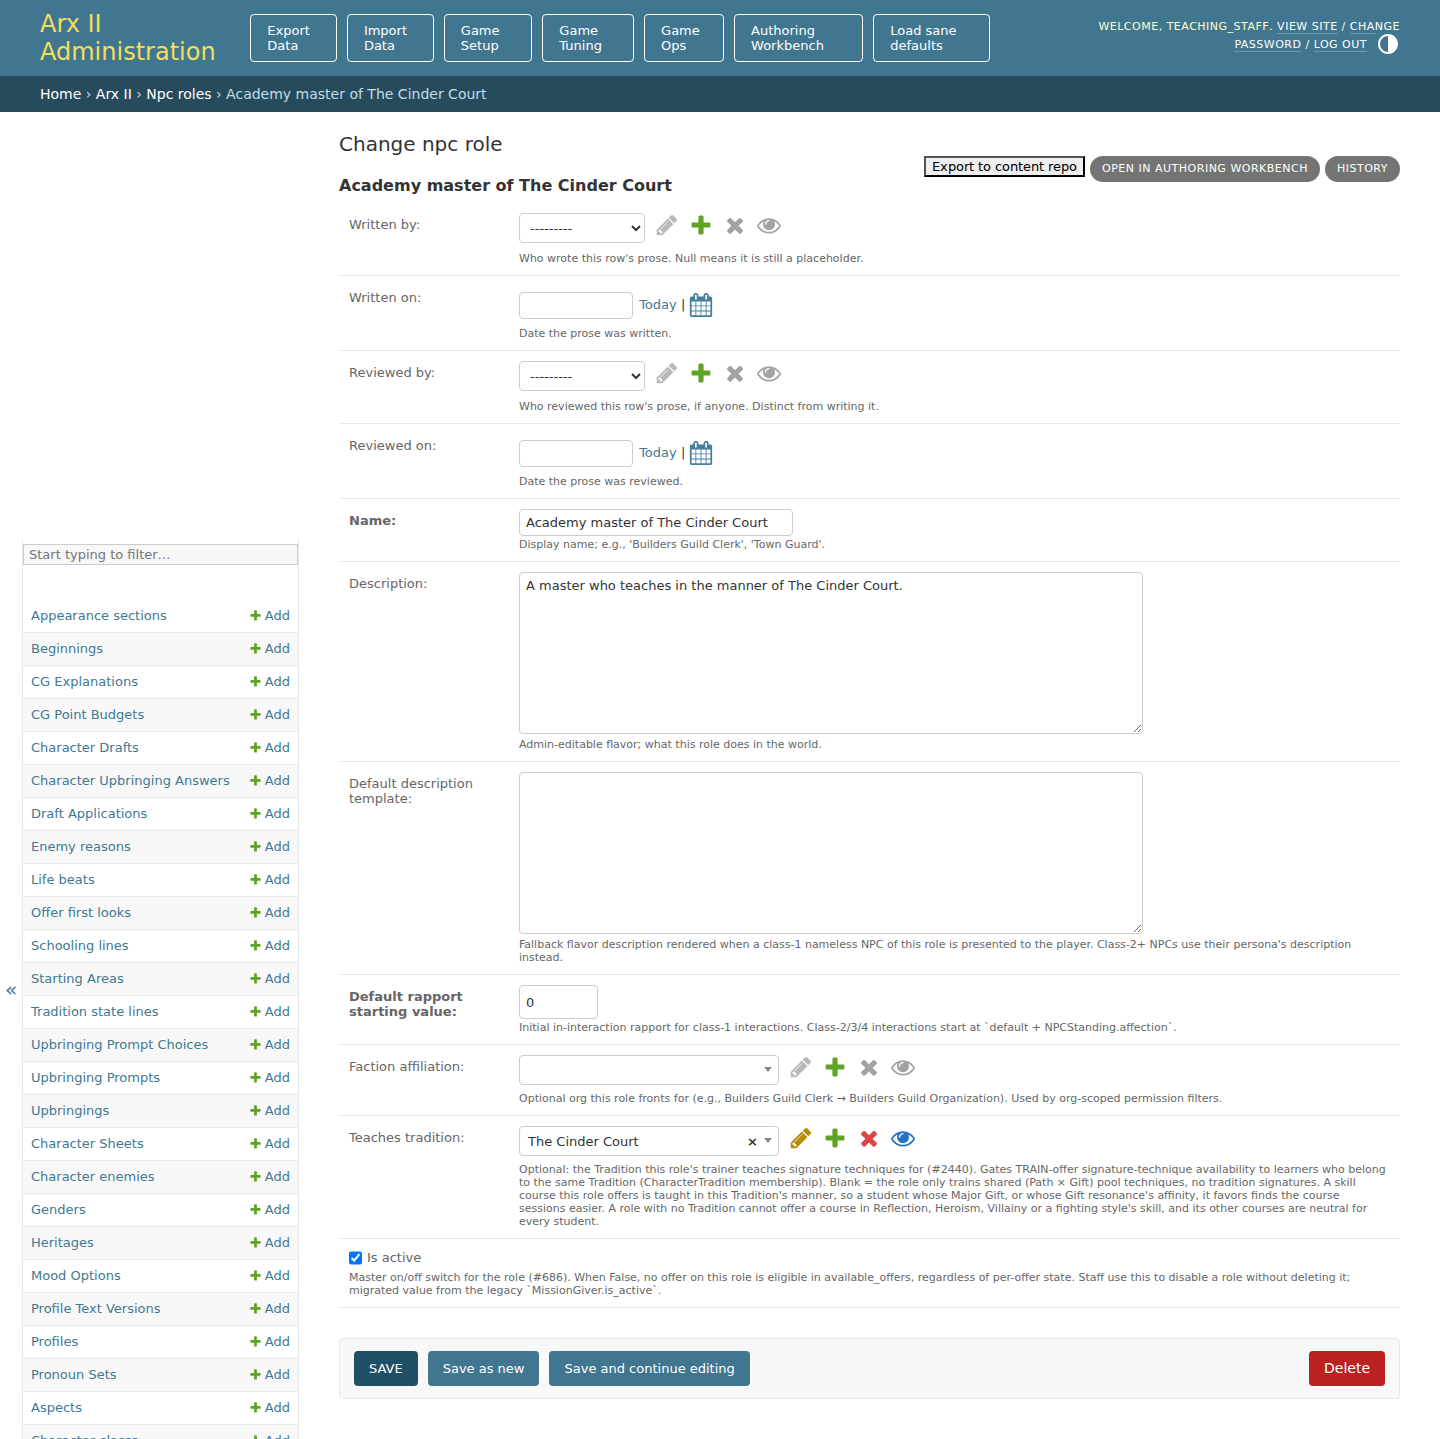 Arx II
Administration
Export
Data
Import
Data
Game
Setup
Game
Tuning
Game
Ops
Authoring
Workbench
Load sane
defaults
WELCOME, TEACHING_STAFF. VIEW SITE / CHANGE
PASSWORD / LOG OUT
Home › Arx II › Npc roles › Academy master of The Cinder Court
Change npc role
Export to content repo
OPEN IN AUTHORING WORKBENCH
HISTORY
Academy master of The Cinder Court
Written by:
---------
Who wrote this row's prose. Null means it is still a placeholder.
Written on:
Today |
Date the prose was written.
Reviewed by:
---------
Who reviewed this row's prose, if anyone. Distinct from writing it.
Reviewed on:
Today |
Date the prose was reviewed.
Name:
Academy master of The Cinder Court
Display name; e.g., 'Builders Guild Clerk', 'Town Guard'.
Description:
A master who teaches in the manner of The Cinder Court.
Admin-editable flavor; what this role does in the world.
Default description
template:
Fallback flavor description rendered when a class-1 nameless NPC of this role is presented to the player. Class-2+ NPCs use their persona's description
instead.
Default rapport
starting value:
0
Initial in-interaction rapport for class-1 interactions. Class-2/3/4 interactions start at `default + NPCStanding.affection`.
Faction affiliation:
Optional org this role fronts for (e.g., Builders Guild Clerk → Builders Guild Organization). Used by org-scoped permission filters.
Teaches tradition:
The Cinder Court
×
Optional: the Tradition this role's trainer teaches signature techniques for (#2440). Gates TRAIN-offer signature-technique availability to learners who belong
to the same Tradition (CharacterTradition membership). Blank = the role only trains shared (Path × Gift) pool techniques, no tradition signatures. A skill
course this role offers is taught in this Tradition's manner, so a student whose Major Gift, or whose Gift resonance's affinity, it favors finds the course
sessions easier. A role with no Tradition cannot offer a course in Reflection, Heroism, Villainy or a fighting style's skill, and its other courses are neutral for
every student.
Is active
Master on/off switch for the role (#686). When False, no offer on this role is eligible in available_offers, regardless of per-offer state. Staff use this to disable a role without deleting it;
migrated value from the legacy `MissionGiver.is_active`.
SAVE
Save as new
Save and continue editing
Delete
«
Start typing to filter…
Appearance sections Add
Beginnings Add
CG Explanations Add
CG Point Budgets Add
Character Drafts Add
Character Upbringing Answers Add
Draft Applications Add
Enemy reasons Add
Life beats Add
Offer first looks Add
Schooling lines Add
Starting Areas Add
Tradition state lines Add
Upbringing Prompt Choices Add
Upbringing Prompts Add
Upbringings Add
Character Sheets Add
Character enemies Add
Genders Add
Heritages Add
Mood Options Add
Profile Text Versions Add
Profiles Add
Pronoun Sets Add
Aspects Add